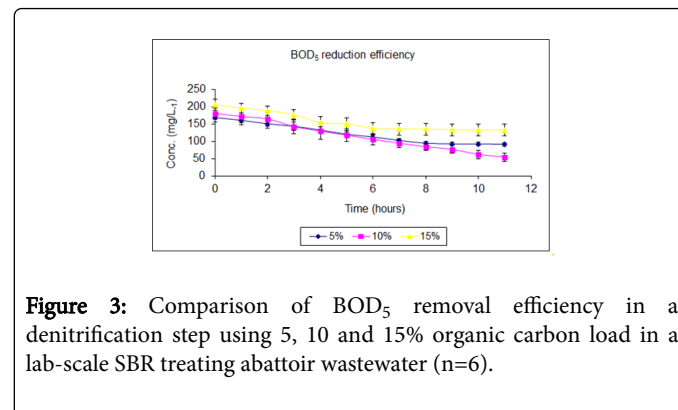 BOD₅ reduction efficiency
250
200
150
100
50
0
Conc. (mg/L₋₁)
0 2 4 6 8 10 12
Time (hours)
5% 10% 15%
Figure 3: Comparison of BOD₅ removal efficiency in a
denitrification step using 5, 10 and 15% organic carbon load in a
lab-scale SBR treating abattoir wastewater (n=6).